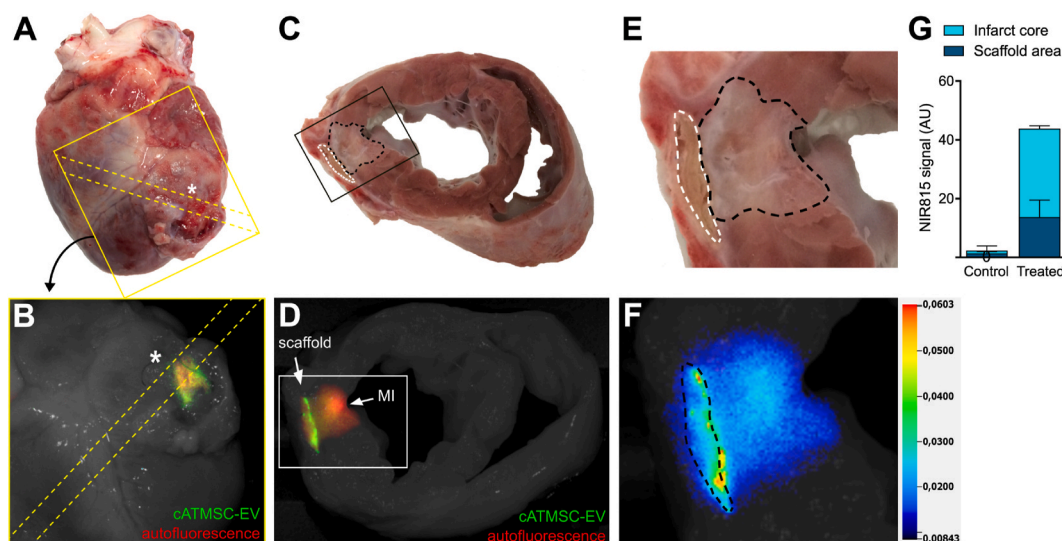 A
C
E
G
Infarct core
Scaffold area
NIR815 signal (AU)
60
40
20
0
Control
Treated
*
B
*
cATMSC-EV
autofluorescence
D
scaffold
MI
cATMSC-EV
autofluorescence
F
0,0603
0,0500
0,0400
0,0300
0,0200
0.00843